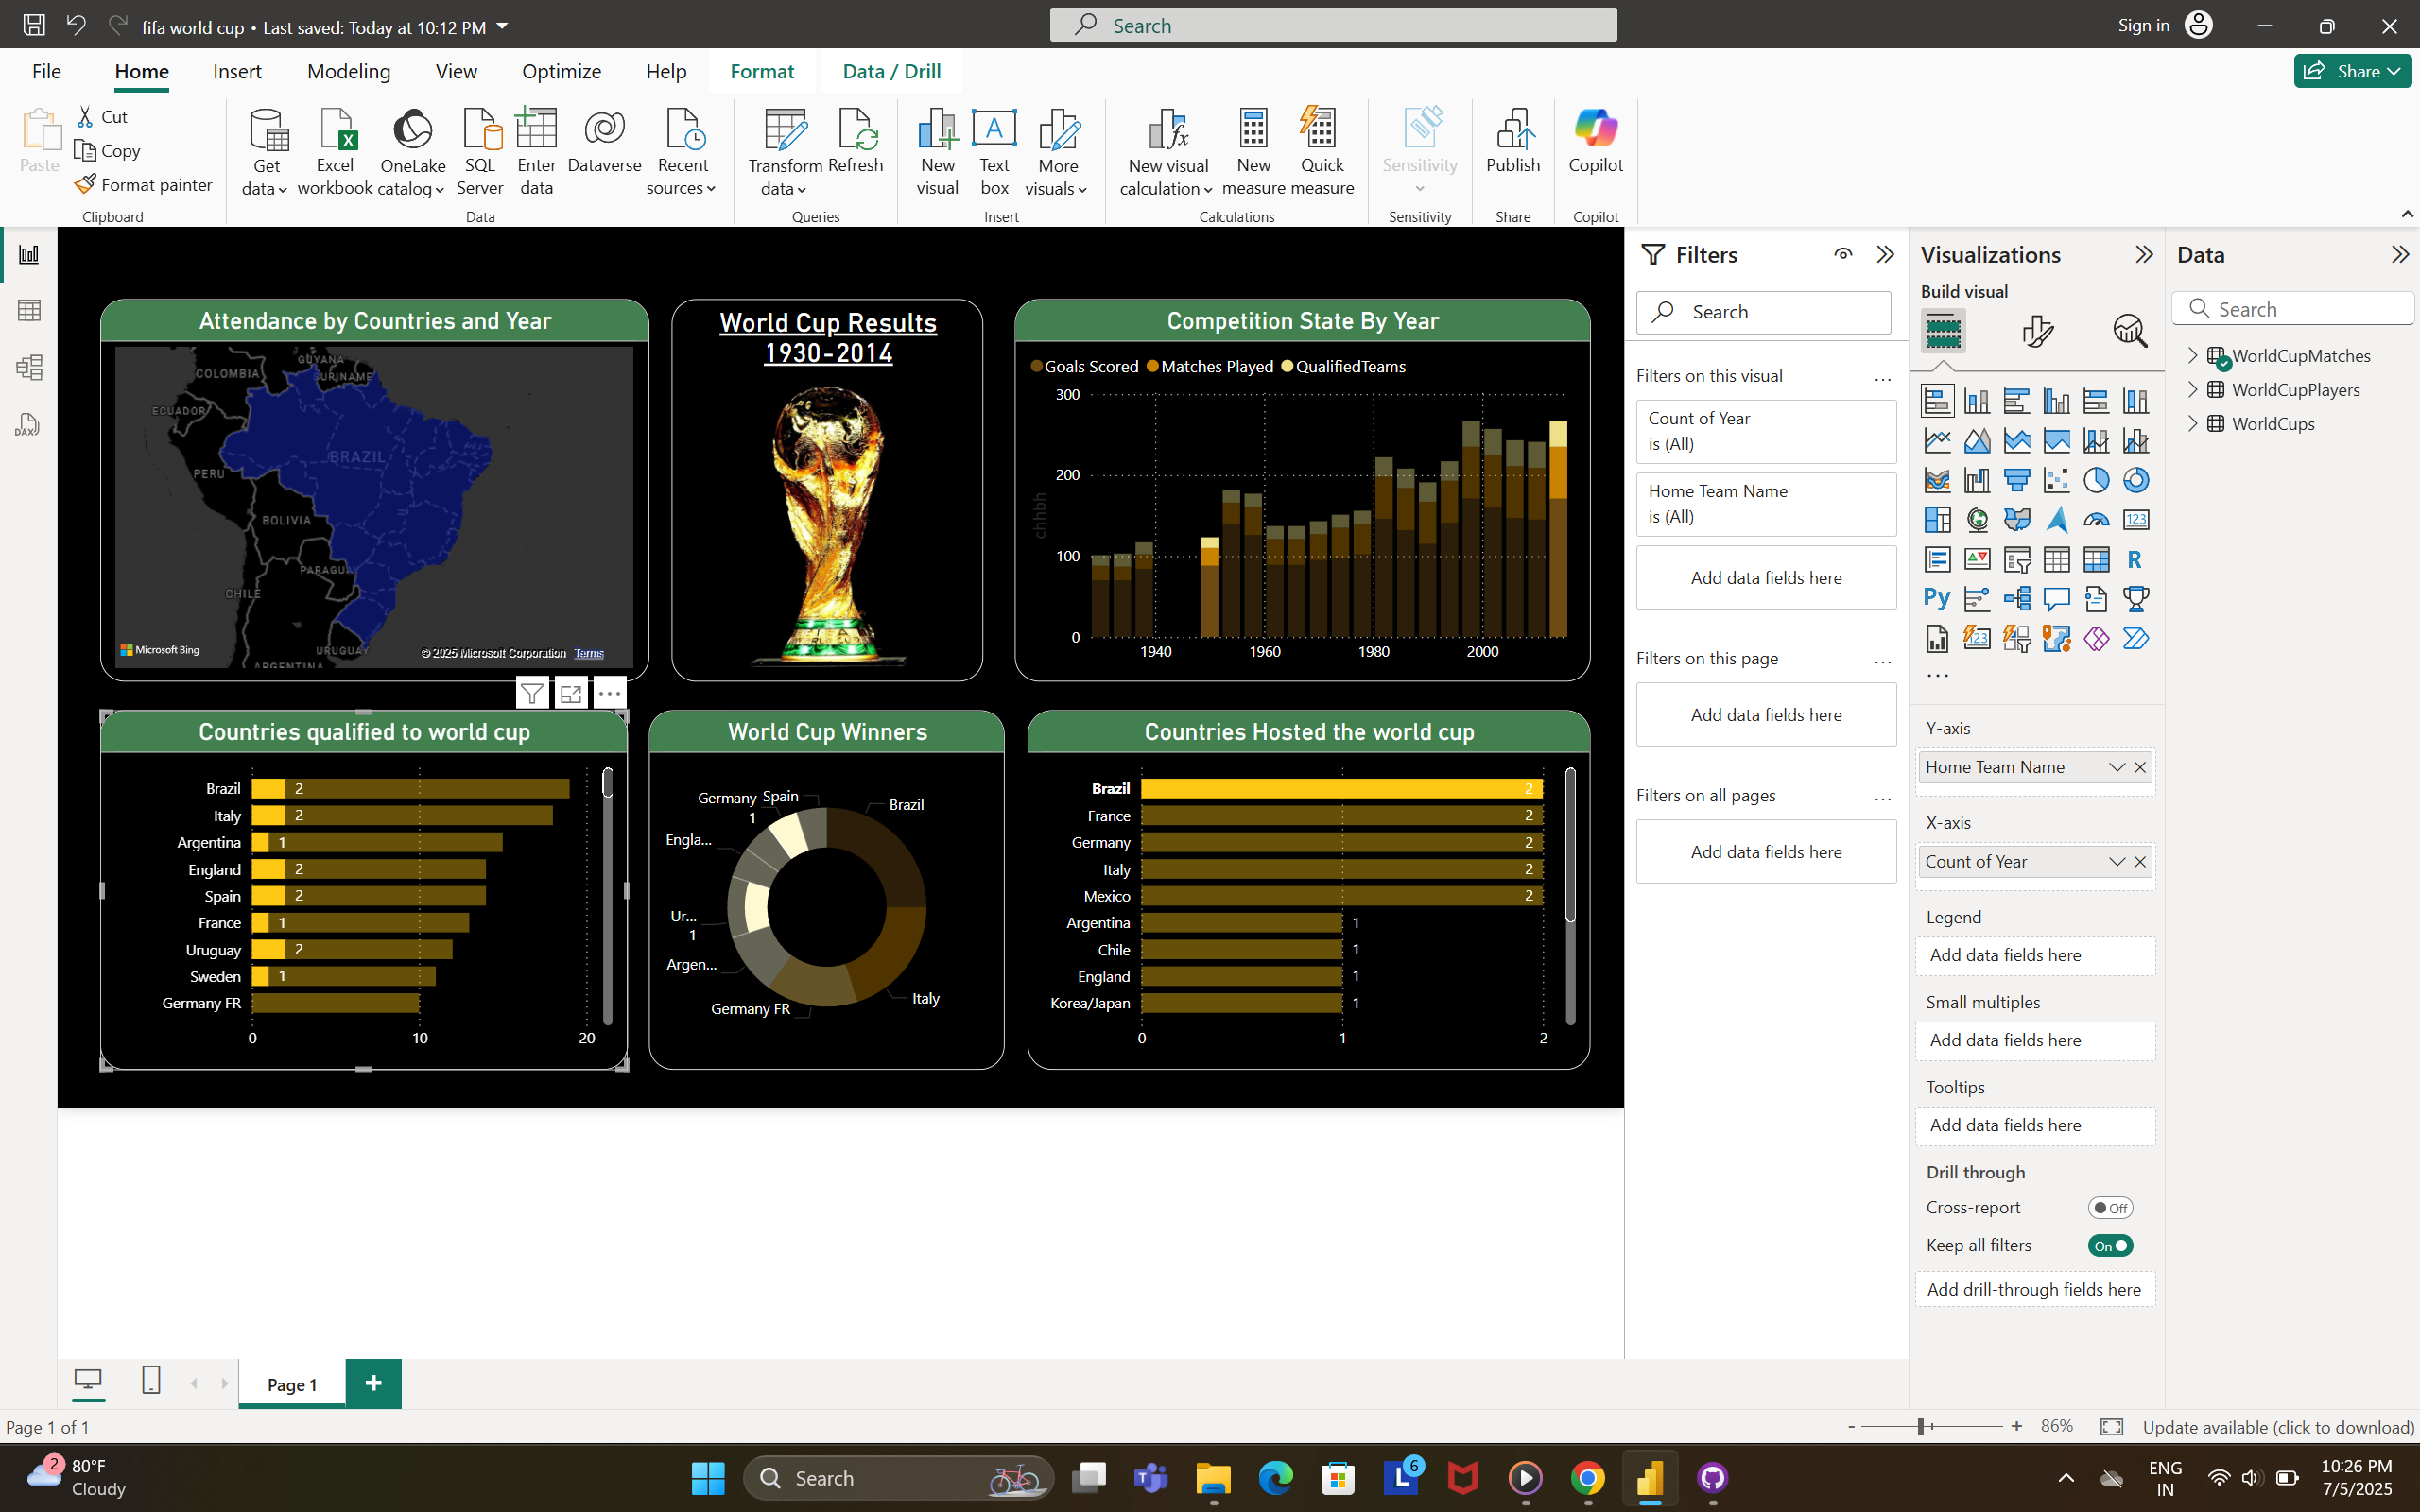 fifa world cup • Last saved: Today at 10:12 PM
Search
Sign in
File
Home
Insert
Modeling
View
Optimize
Help
Format
Data / Drill
Share
Paste
Cut
Copy
Format painter
Clipboard
Get data
Excel workbook
OneLake catalog
SQL Server
Enter data
Dataverse
Recent sources
Data
Transform data
Refresh
Queries
New visual
Text box
More visuals
Insert
New visual calculation
New measure
Quick measure
Calculations
Sensitivity
Sensitivity
Publish
Share
Copilot
Copilot
DAX
Attendance by Countries and Year
GUYANA
SURINAME
COLOMBIA
ECUADOR
BRAZIL
PERU
BOLIVIA
PARAGUAY
CHILE
URUGUAY
ARGENTINA
Microsoft Bing
© 2025 Microsoft Corporation Terms
World Cup Results
1930-2014
Competition State By Year
Goals Scored Matches Played QualifiedTeams
chhbh
300
200
100
0
1940 1960 1980 2000
Countries qualified to world cup
Brazil 2
Italy 2
Argentina 1
England 2
Spain 2
France 1
Uruguay 2
Sweden 1
Germany FR
0 10 20
World Cup Winners
Germany
1
Spain
Brazil
Engla...
Ur...
1
Argen...
Germany FR
Italy
Countries Hosted the world cup
Brazil 2
France 2
Germany 2
Italy 2
Mexico 2
Argentina 1
Chile 1
England 1
Korea/Japan 1
0 1 2
Filters
Search
Filters on this visual ...
Count of Year
is (All)
Home Team Name
is (All)
Add data fields here
Filters on this page ...
Add data fields here
Filters on all pages ...
Add data fields here
Visualizations
Build visual
123
R
Py
123
...
Y-axis
Home Team Name
X-axis
Count of Year
Legend
Add data fields here
Small multiples
Add data fields here
Tooltips
Add data fields here
Drill through
Cross-report Off
Keep all filters On
Add drill-through fields here
Data
Search
WorldCupMatches
WorldCupPlayers
WorldCups
Page 1
Page 1 of 1
- + 86%
Update available (click to download)
2
80°F
Cloudy
Search
6
ENG
IN
10:26 PM
7/5/2025